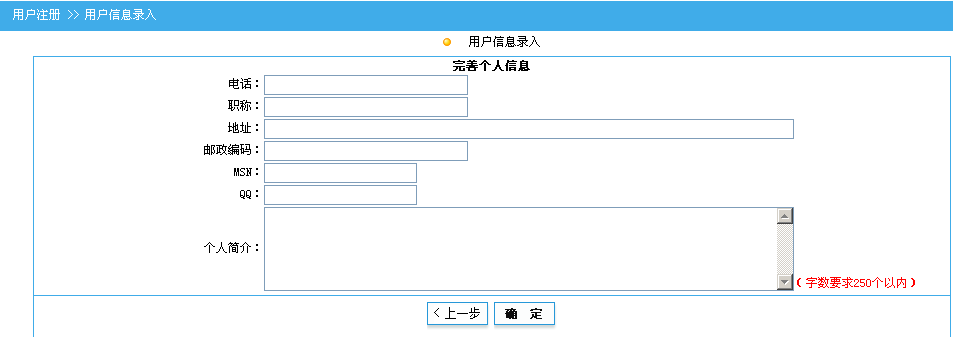 用户注册 >> 用户信息录入
用户信息录入
完善个人信息
电话：
职称：
地址：
邮政编码：
MSN：
QQ：
个人简介：
（字数要求250个以内）
< 上一步 确 定